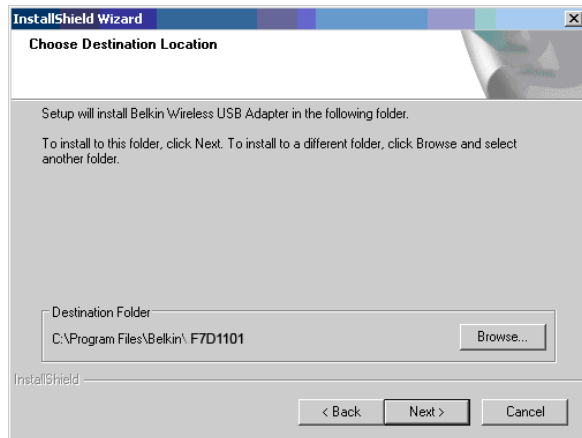 InstallShield Wizard
Choose Destination Location
Setup will install Belkin Wireless USB Adapter in the following folder.
To install to this folder, click Next. To install to a different folder, click Browse and select
another folder.
Destination Folder
C:\Program Files\Belkin\ F7D1101
Browse...
InstallShield
< Back
Next >
Cancel